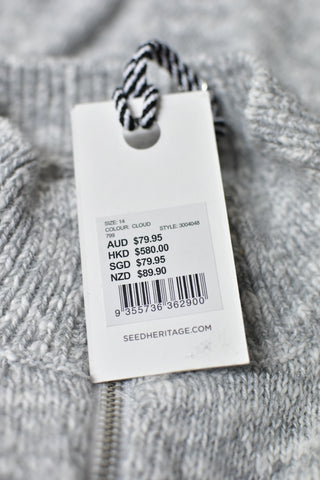 SIZE: 14
COLOUR: CLOUD STYLE: 3004048
799
AUD $79.95
HKD $580.00
SGD $79.95
NZD $89.90
9 355736 362900
SEEDHERITAGE.COM